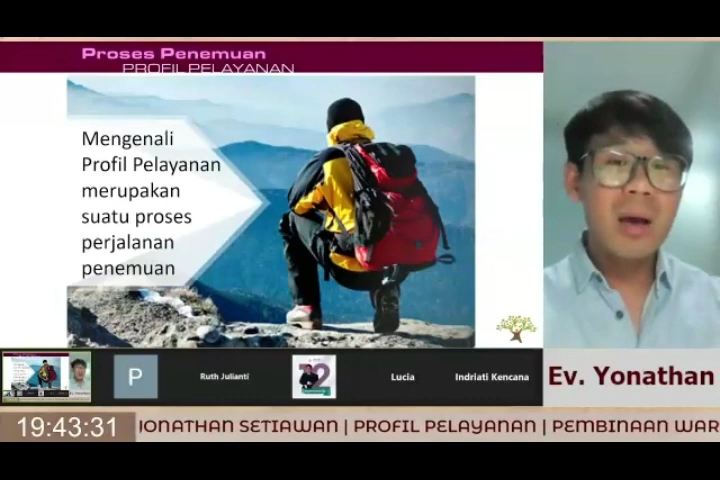 Proses Penemuan
PROFIL PELAYANAN
Mengenali
Profil Pelayanan
merupakan
suatu proses
perjalanan
penemuan
P
Ruth Julianti
Lucia
Indriati Kencana
Ev. Yonathan
19:43:31
JONATHAN SETIAWAN | PROFIL PELAYANAN | PEMBINAAN WAR